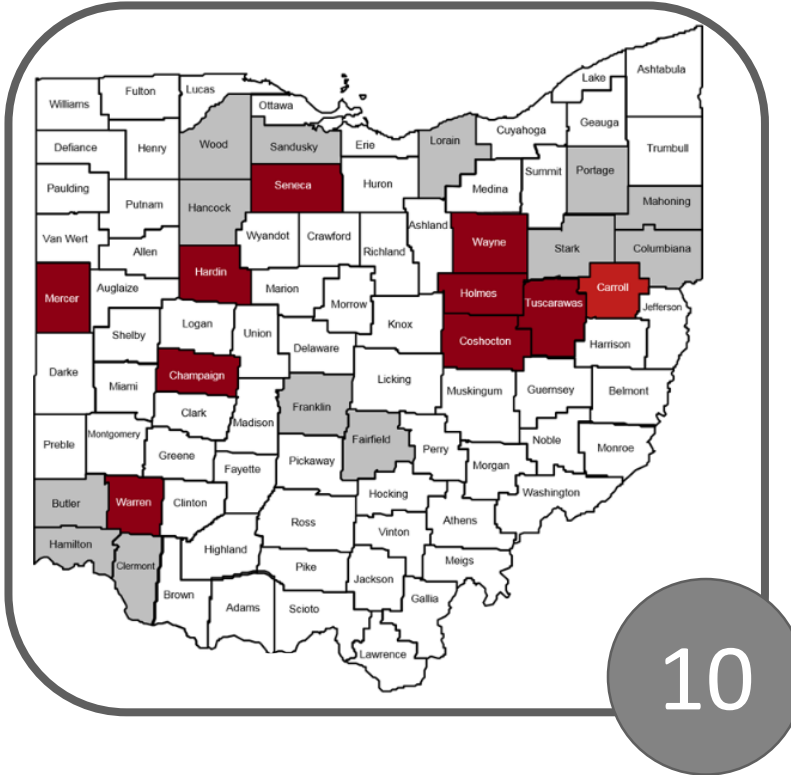 Ashtabula
Lake
Williams
Fulton
Lucas
Ottawa
Geauga
Cuyahoga
Defiance
Henry
Wood
Sandusky
Erie
Lorain
Trumbull
Summit
Portage
Paulding
Putnam
Hancock
Seneca
Huron
Medina
Mahoning
Van Wert
Allen
Wyandot
Crawford
Richland
Ashland
Wayne
Stark
Columbiana
Mercer
Auglaize
Hardin
Marion
Morrow
Holmes
Tuscarawas
Carroll
Jefferson
Shelby
Logan
Union
Knox
Coshocton
Harrison
Delaware
Darke
Miami
Champaign
Licking
Muskingum
Guernsey
Belmont
Clark
Madison
Franklin
Preble
Montgomery
Greene
Fayette
Pickaway
Fairfield
Perry
Morgan
Noble
Monroe
Butler
Warren
Clinton
Ross
Hocking
Washington
Vinton
Athens
Hamilton
Clermont
Highland
Pike
Jackson
Meigs
Brown
Adams
Scioto
Gallia
Lawrence
10